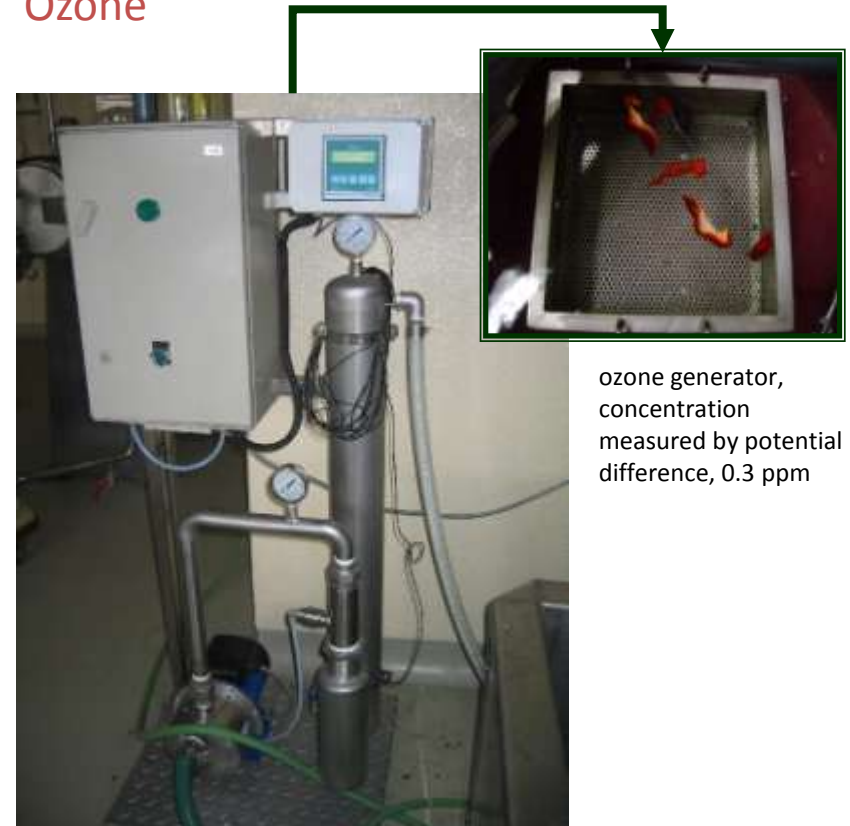 Ozone
ozone generator,
concentration
measured by potential
difference, 0.3 ppm